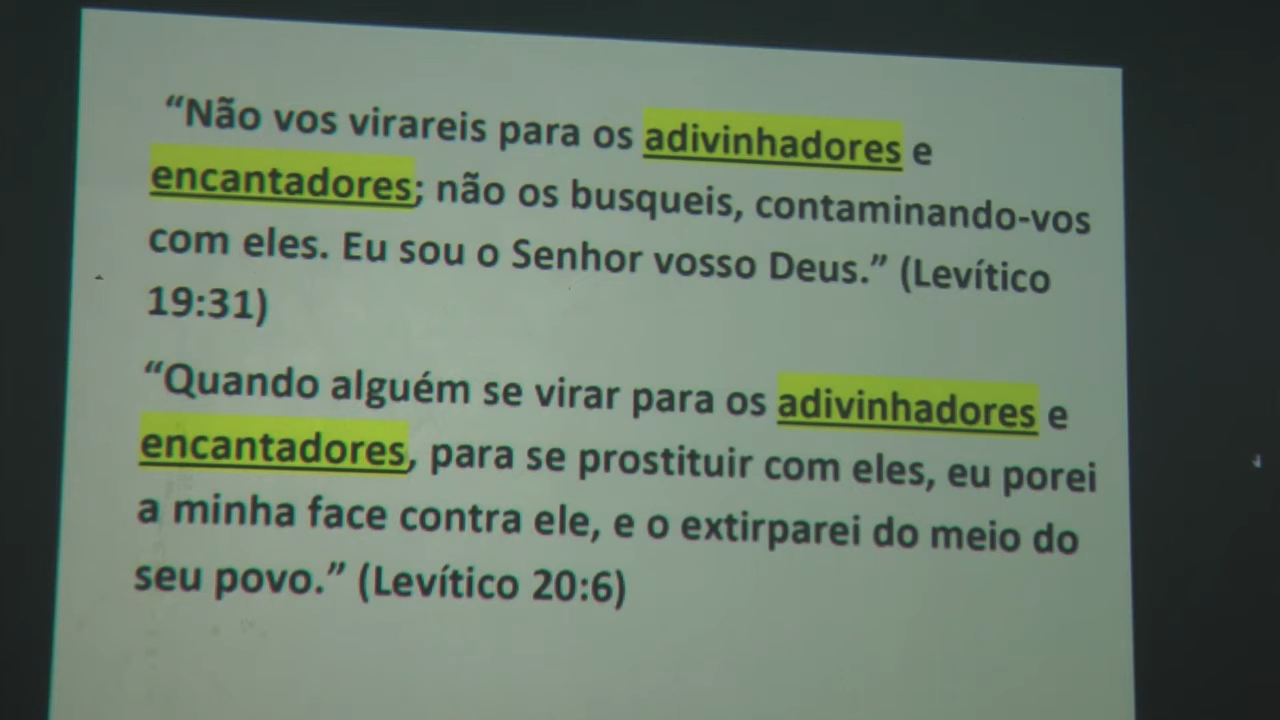 “Não vos virareis para os adivinhadores e
encantadores; não os busqueis, contaminando-vos
com eles. Eu sou o Senhor vosso Deus.” (Levítico
19:31)
“Quando alguém se virar para os adivinhadores e
encantadores, para se prostituir com eles, eu porei
a minha face contra ele, e o extirparei do meio do
seu povo.” (Levítico 20:6)